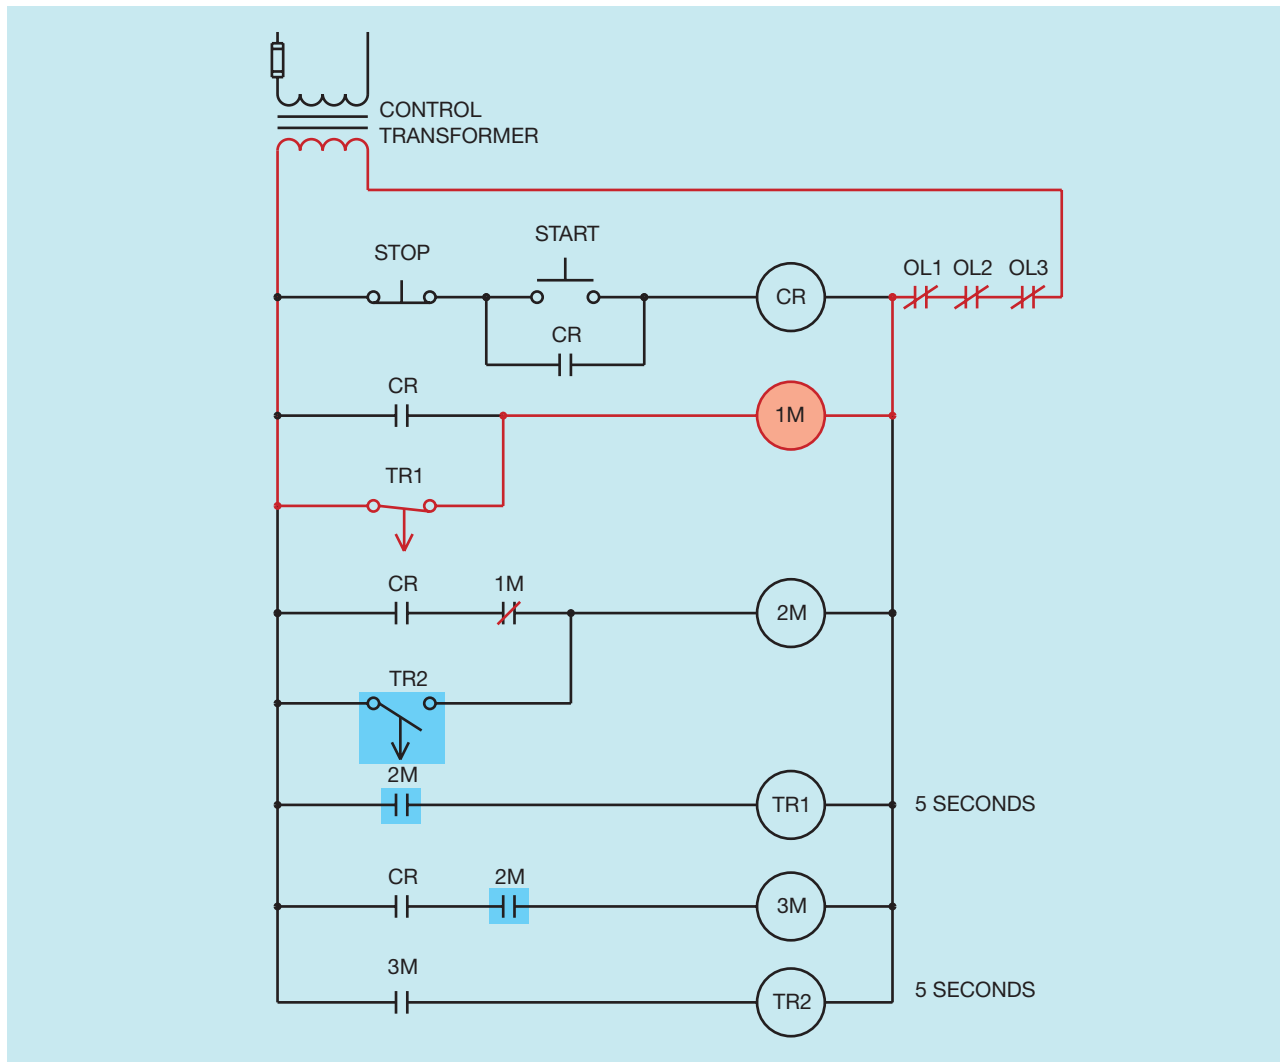 CONTROL
TRANSFORMER
START
STOP
OL1 OL2 OL3
CR
CR
CR
1M
TR1
CR 1M
2M
TR2
2M
TR1 5 SECONDS
CR 2M
3M
3M
TR2 5 SECONDS